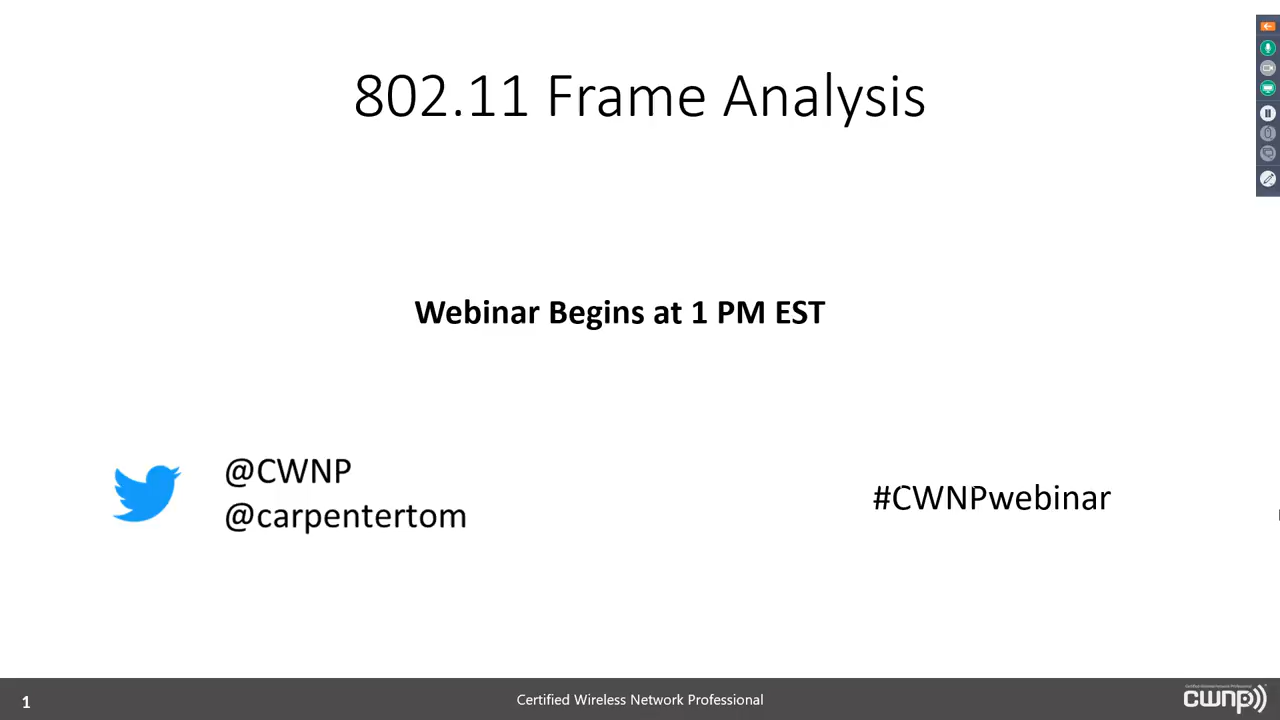 802.11 Frame Analysis
Webinar Begins at 1 PM EST
@CWNP
@carpentertom
#CWNPwebinar
1
Certified Wireless Network Professional
cwnp